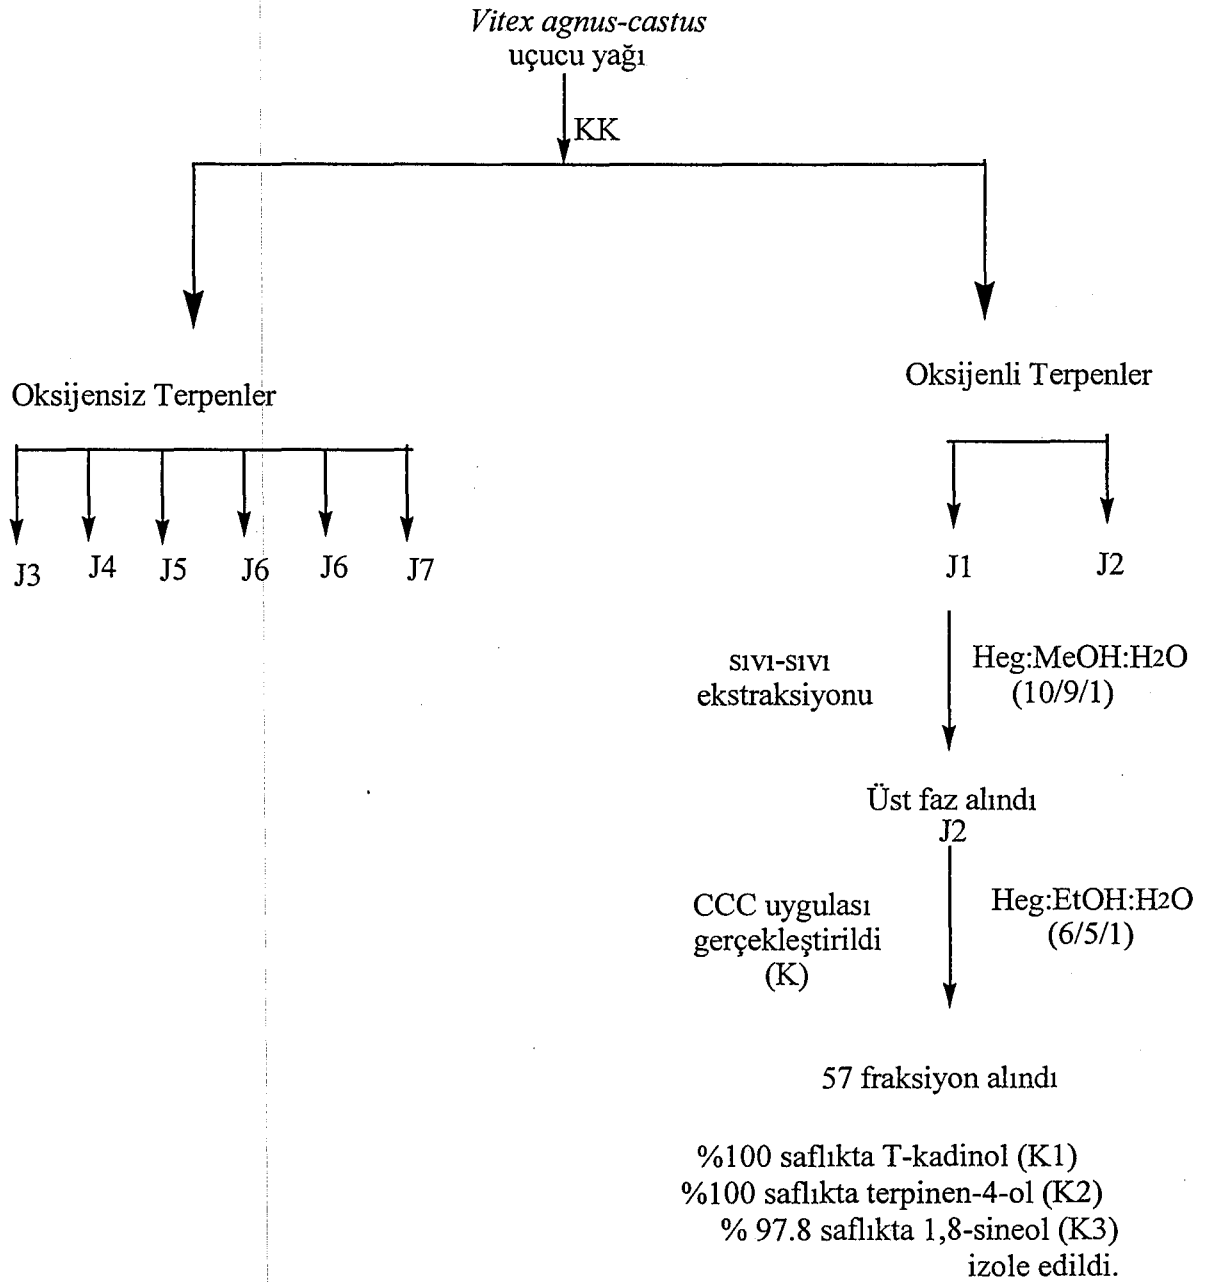 Vitex agnus-castus
uçucu yağı
KK
Oksijensiz Terpenler
Oksijenli Terpenler
J3 J4 J5 J6 J6 J7
J1 J2
sıvı-sıvı
ekstraksiyonu
Heg:MeOH:H2O
(10/9/1)
Üst faz alındı
J2
CCC uygulası
gerçekleştirildi
(K)
Heg:EtOH:H2O
(6/5/1)
57 fraksiyon alındı
%100 saflıkta T-kadinol (K1)
%100 saflıkta terpinen-4-ol (K2)
% 97.8 saflıkta 1,8-sineol (K3)
izole edildi.